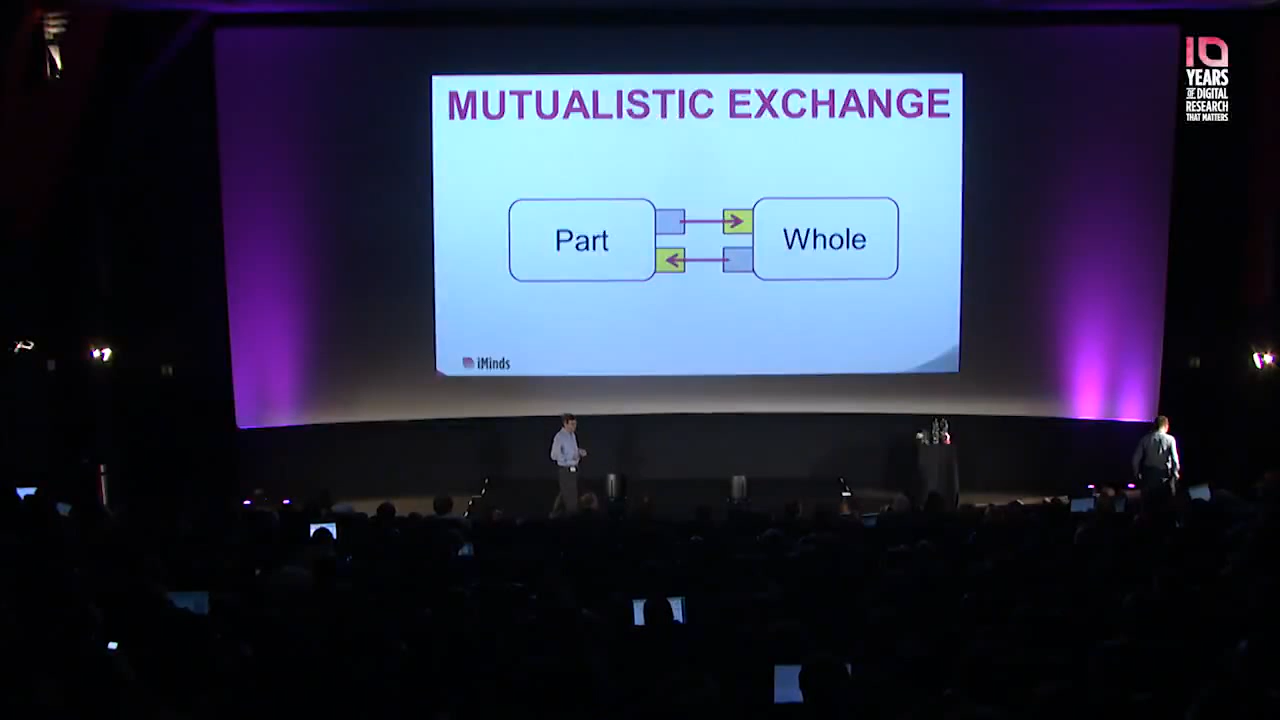 MUTUALISTIC EXCHANGE
Part
Whole
iMinds
10
YEARS
OF DIGITAL
RESEARCH
THAT MATTERS